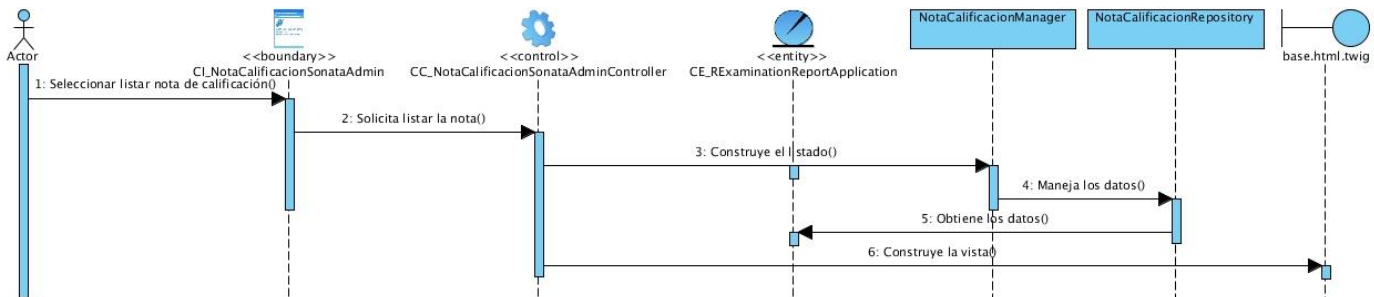 Actor
<<boundary>>
CI_NotaCalificacionSonataAdmin
<<control>>
CC_NotaCalificacionSonataAdminController
<<entity>>
CE_RExaminationReportApplication
NotaCalificacionManager
NotaCalificacionRepository
base.html.twig
1: Seleccionar listar nota de calificación()
2: Solicita listar la nota()
3: Construye el listado()
4: Maneja los datos()
5: Obtiene los datos()
6: Construye la vista()